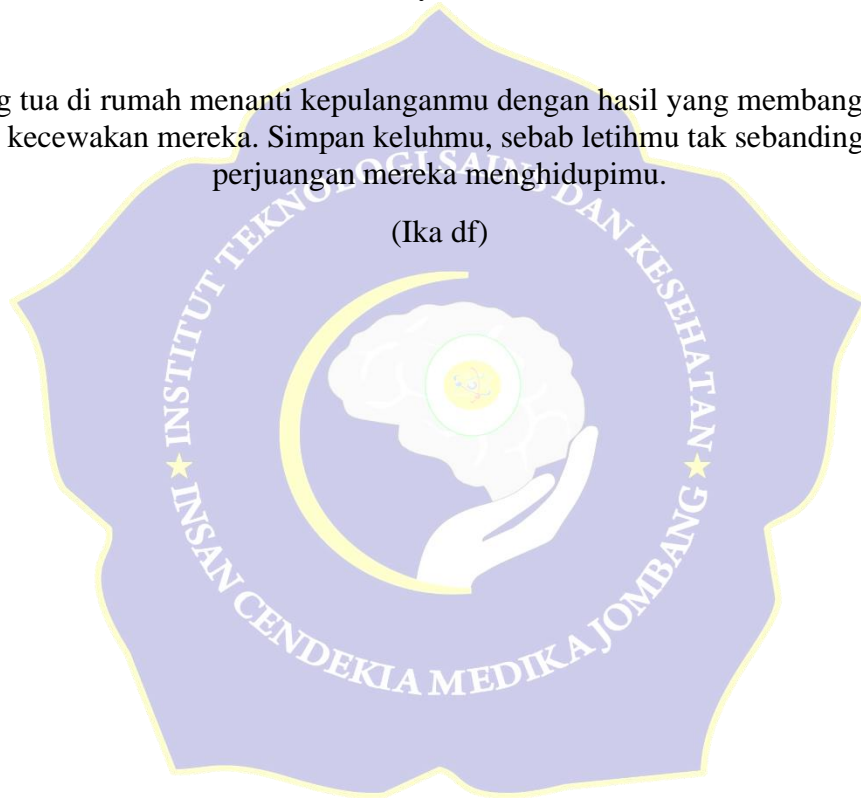 tua di rumah menanti kepulanganmu dengan hasil yang membang
kecewakan mereka. Simpan keluhmu, sebab letihmu tak sebanding
perjuangan mereka menghidupimu.
(Ika df)
INSTITUT TEKNOLOGI SAINS DAN KESEHATAN
INSAN CENDEKIA MEDIKA JOMBANG